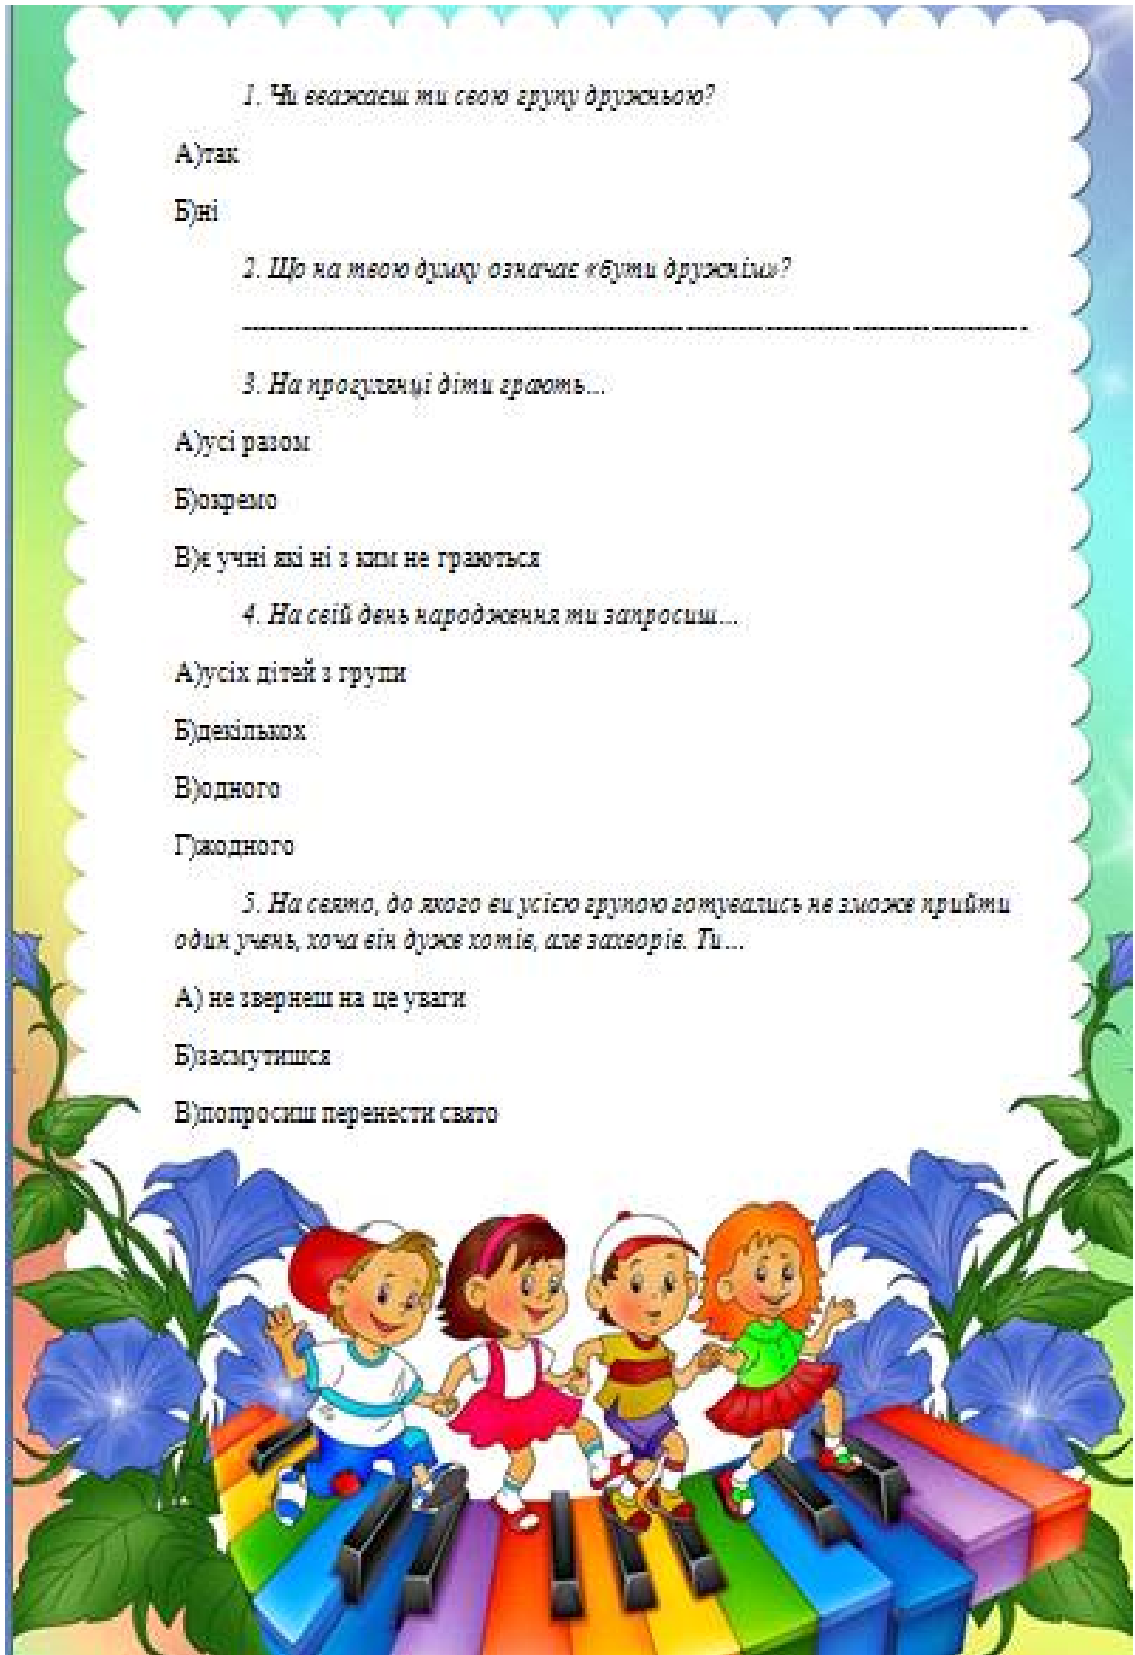 1. Чи вважаєш ти свою групу дружньою?
А)так
Б)ні
2. Що на твою думку означає «бути дружнім»?
3. На прогулянці діти грають...
А)усі разом
Б)окремо
В)є учні які ні з ким не граються
4. На свій день народження ти запросиш...
А)усіх дітей з групи
Б)декількох
В)одного
Г)жодного
5. На свято, до якого ви усією групою готувались не зможе прийти
один учень, хоча він дуже хотів, але захворів. Ти...
А) не звернеш на це уваги
Б)засмутишся
В)попросиш перенести свято